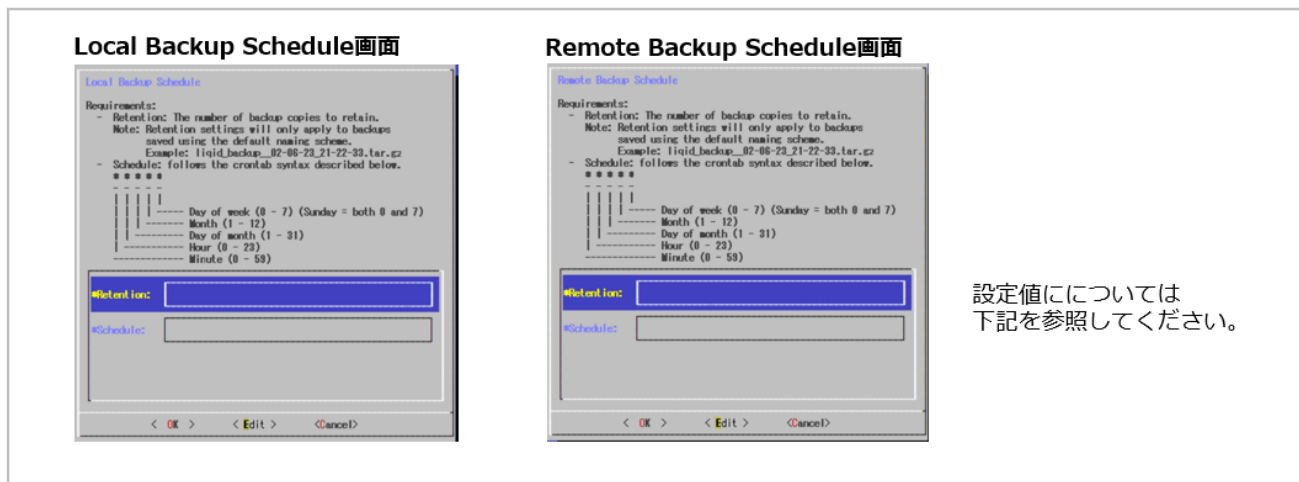 Local Backup Schedule画面
Local Backup Schedule
Requirements:
- Retention: The number of backup copies to retain.
Note: Retention settings will only apply to backups
saved using the default naming scheme.
Example: liqid_backup__02-06-23_21-22-33.tar.gz
- Schedule: follows the crontab syntax described below.
* * * * *
- - - - -
| | | | |
| | | | ----- Day of week (0 - 7) (Sunday = both 0 and 7)
| | | ------- Month (1 - 12)
| | --------- Day of month (1 - 31)
| ----------- Hour (0 - 23)
------------- Minute (0 - 59)
*Retention:
*Schedule:
< OK > < Edit > <Cancel>
Remote Backup Schedule画面
Remote Backup Schedule
Requirements:
- Retention: The number of backup copies to retain.
Note: Retention settings will only apply to backups
saved using the default naming scheme.
Example: liqid_backup__02-06-23_21-22-33.tar.gz
- Schedule: follows the crontab syntax described below.
* * * * *
- - - - -
| | | | |
| | | | ----- Day of week (0 - 7) (Sunday = both 0 and 7)
| | | ------- Month (1 - 12)
| | --------- Day of month (1 - 31)
| ----------- Hour (0 - 23)
------------- Minute (0 - 59)
*Retention:
*Schedule:
< OK > < Edit > <Cancel>
設定値にについては
下記を参照してください。